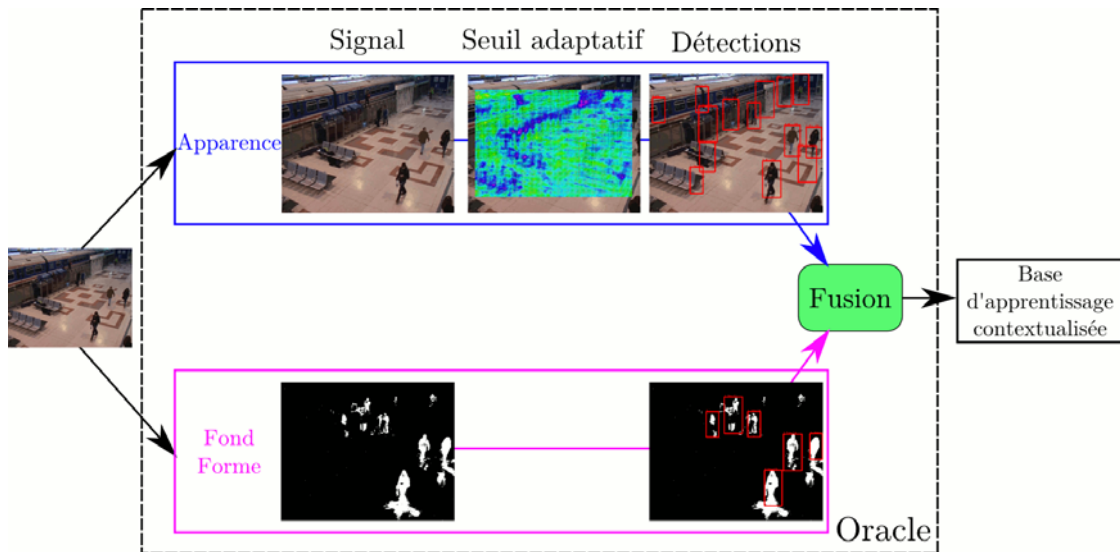 Signal
Seuil adaptatif
Détections
Apparence
Fusion
Base
d'apprentissage
contextualisée
Fond
Forme
Oracle